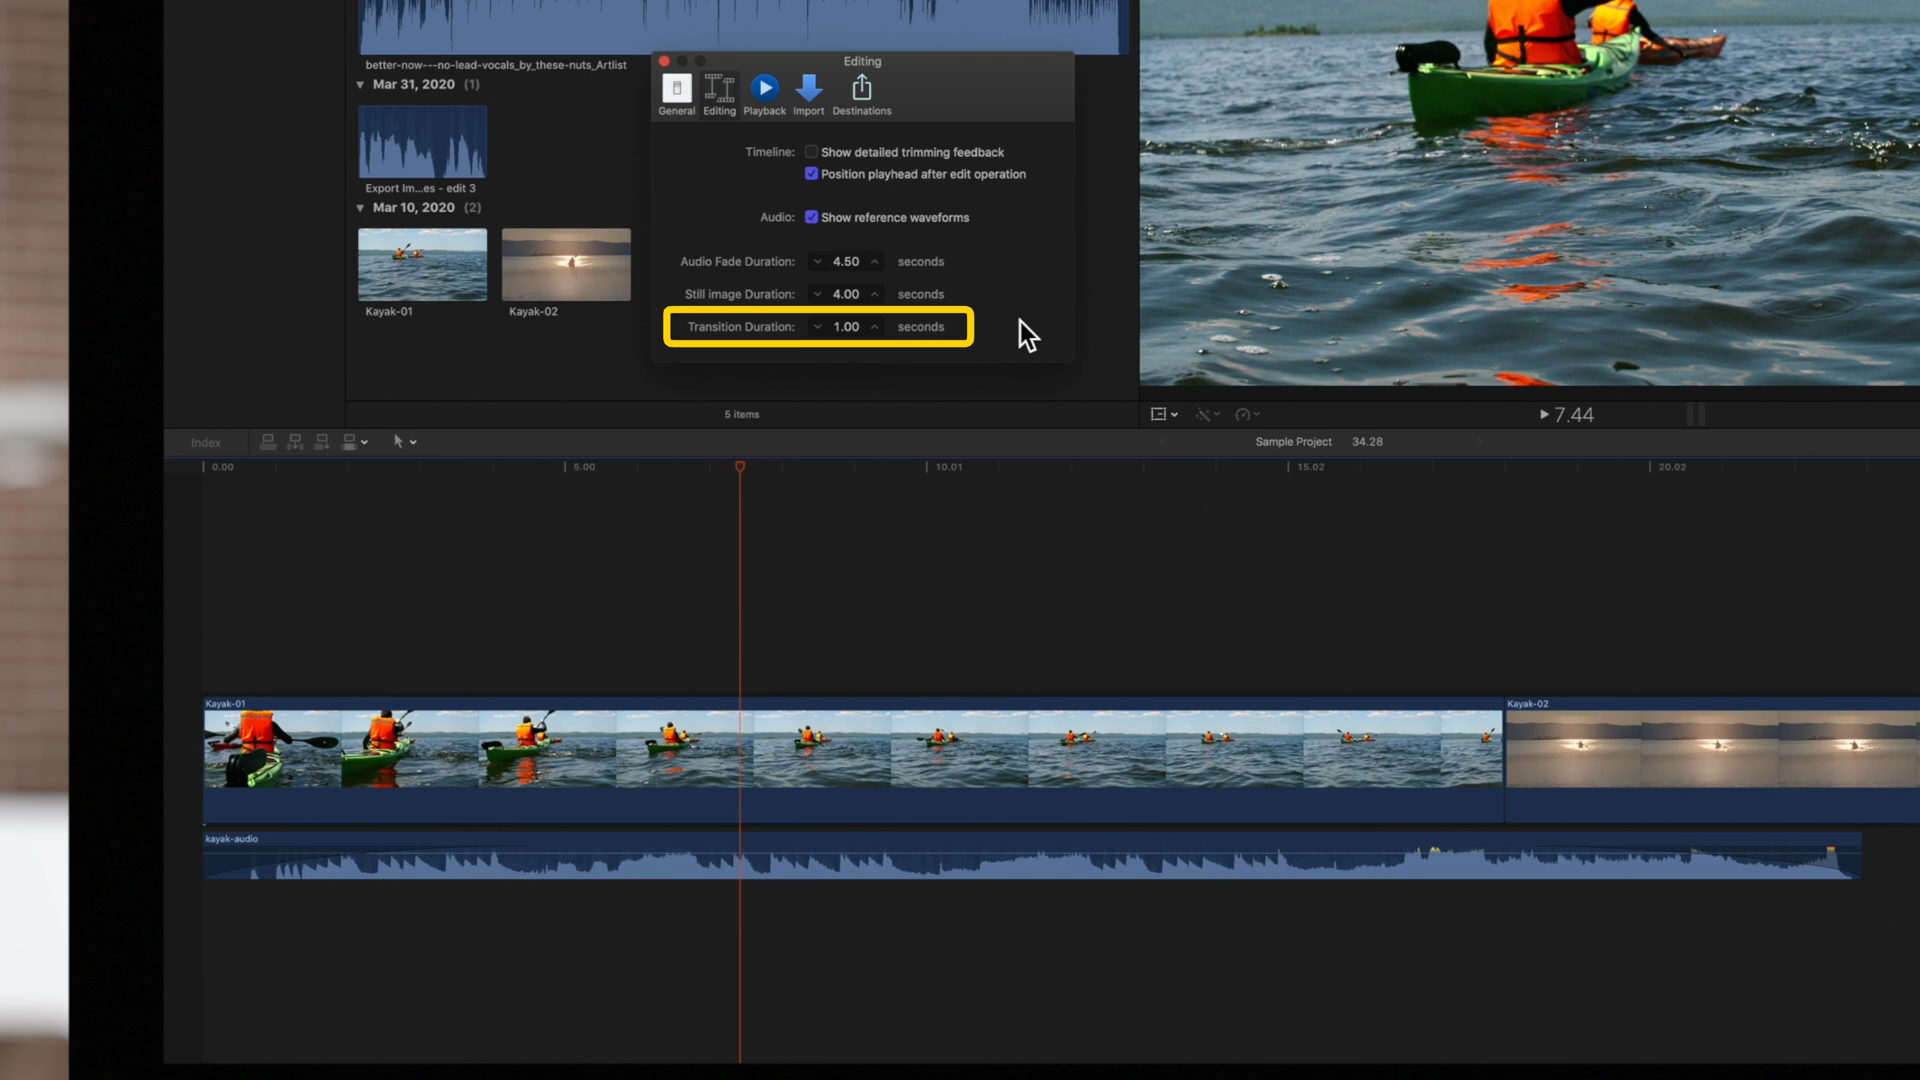 better-now---no-lead-vocals_by_these-nuts_Artlist
Mar 31, 2020 (1)
Export Im...es - edit 3
Mar 10, 2020 (2)
Kayak-01
Kayak-02
5 items
Editing
General
Editing
Playback
Import
Destinations
Timeline: Show detailed trimming feedback
Position playhead after edit operation
Audio: Show reference waveforms
Audio Fade Duration: 4.50 seconds
Still image Duration: 4.00 seconds
Transition Duration: 1.00 seconds
7.44
Index
Sample Project 34.28
0.00
5.00
10.01
15.02
20.02
Kayak-01
Kayak-02
kayak-audio